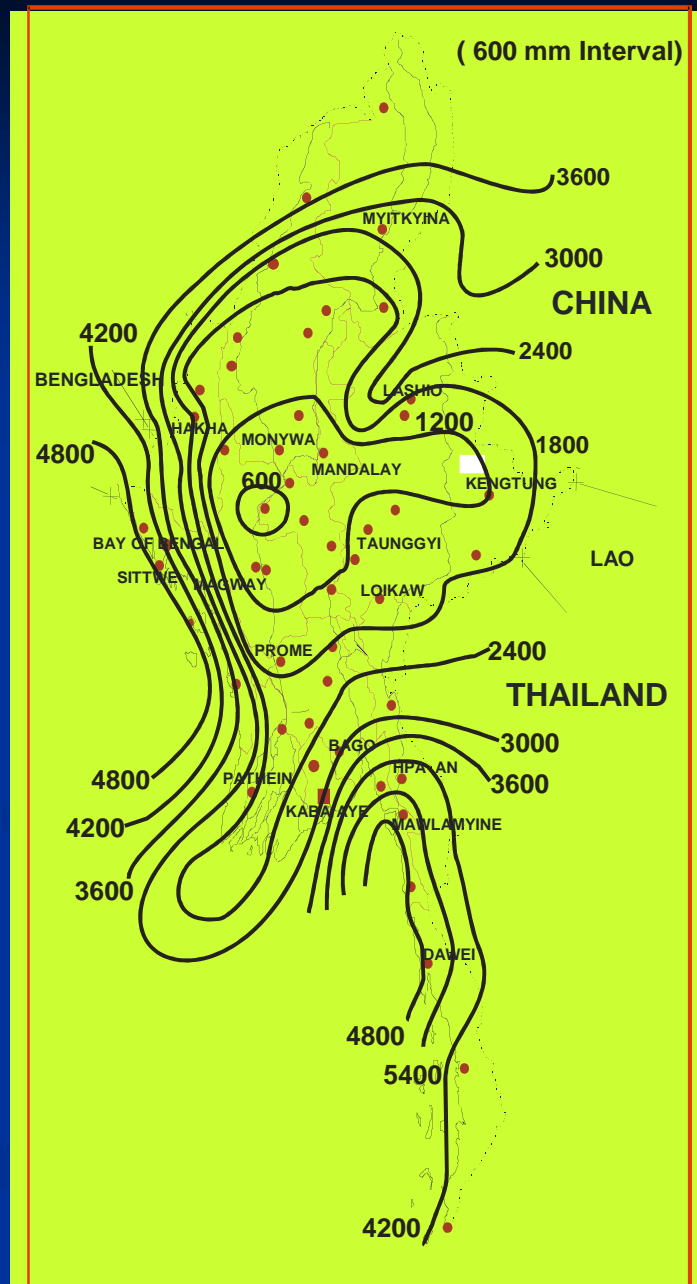 ( 600 mm Interval)
3600
MYITKYINA
3000
CHINA
4200
2400
BENGLADESH
LASHIO
1200
HAKHA
MONYWA
1800
4800
MANDALAY
600
KENGTUNG
BAY OF BENGAL
TAUNGGYI
LAO
SITTWE
MAGWAY
LOIKAW
PROME
2400
THAILAND
3000
BAGO
4800
PATHEIN
HPA-AN
3600
KABA-AYE
4200
MAWLAMYINE
3600
DAWEI
4800
5400
4200